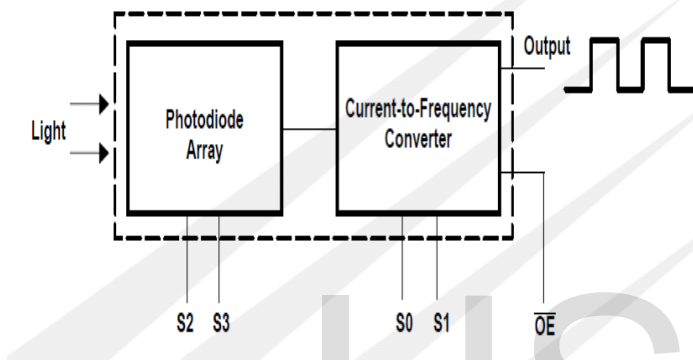 Output
Light
Photodiode
Array
Current-to-Frequency
Converter
S2 S3 S0 S1 OE